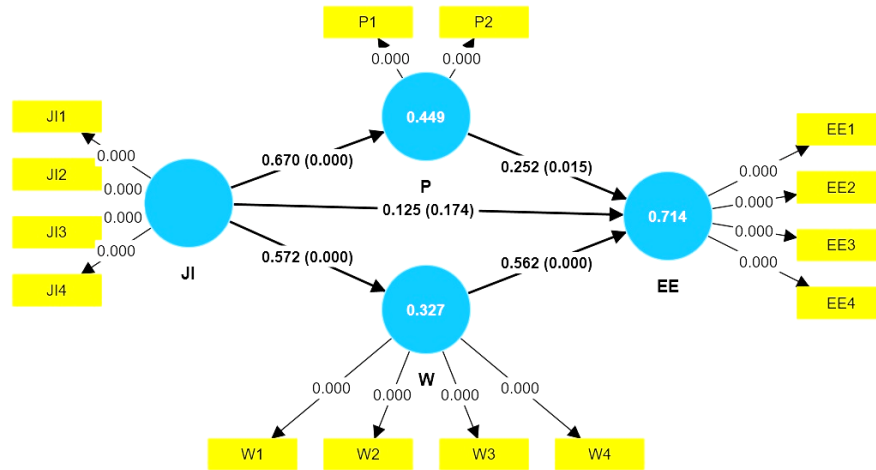 P1
P2
0.000
0.000
0.449
P
JI1
JI2
JI3
JI4
0.000
0.000
0.000
0.000
JI
0.670 (0.000)
0.252 (0.015)
0.125 (0.174)
0.572 (0.000)
0.562 (0.000)
0.714
EE
0.000
0.000
0.000
0.000
EE1
EE2
EE3
EE4
0.327
W
0.000
0.000
0.000
0.000
W1
W2
W3
W4